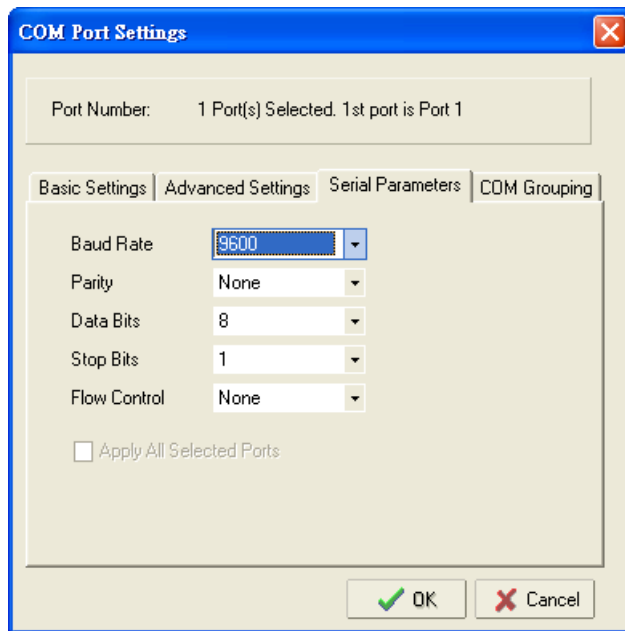 COM Port Settings
Port Number: 1 Port(s) Selected. 1st port is Port 1
Basic Settings Advanced Settings Serial Parameters COM Grouping
Baud Rate 9600
Parity None
Data Bits 8
Stop Bits 1
Flow Control None
Apply All Selected Ports
OK Cancel